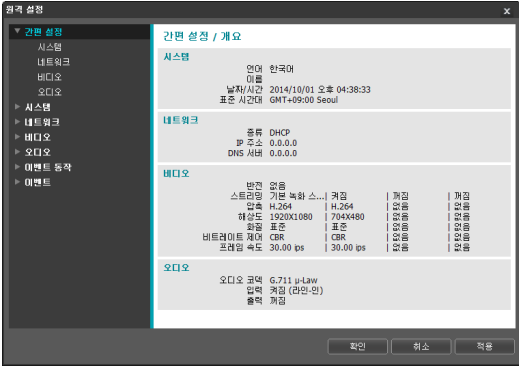 원격 설정
x
간편 설정
시스템
네트워크
비디오
오디오
시스템
네트워크
비디오
오디오
이벤트 동작
이벤트
간편 설정 / 개요
시스템
언어 한국어
이름
날짜/시간 2014/10/01 오후 04:38:33
표준 시간대 GMT+09:00 Seoul
네트워크
종류 DHCP
IP 주소 0.0.0.0
DNS 서버 0.0.0.0
비디오
반전 없음
스트리밍 기본 녹화 스... | 켜짐 | 꺼짐 | 꺼짐
압축 H.264 | H.264 | 없음 | 없음
해상도 1920X1080 | 704X480 | 없음 | 없음
화질 표준 | 표준 | 없음 | 없음
비트레이트 제어 CBR | CBR | 없음 | 없음
프레임 속도 30.00 ips | 30.00 ips | 없음 | 없음
오디오
오디오 코덱 G.711 μ-Law
입력 켜짐 (라인-인)
출력 꺼짐
확인 취소 적용